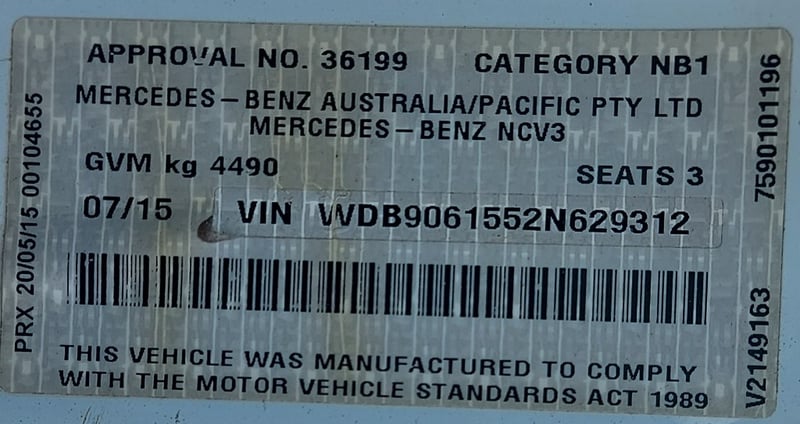 APPROVAL NO. 36199 CATEGORY NB1
MERCEDES-BENZ AUSTRALIA/PACIFIC PTY LTD
MERCEDES-BENZ NCV3
GVM kg 4490 SEATS 3
07/15 VIN WDB9061552N629312
THIS VEHICLE WAS MANUFACTURED TO COMPLY
WITH THE MOTOR VEHICLE STANDARDS ACT 1989
PRX 20/05/15 00104655
7590101196
V2149163